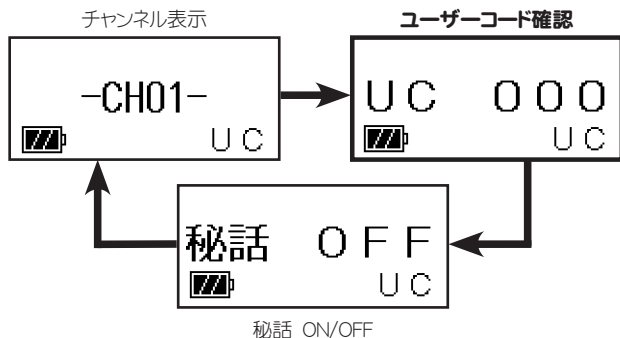 チャンネル表示
-CH01-
UC
ユーザーコード確認
UC 000
UC
秘話 OFF
UC
秘話 ON/OFF